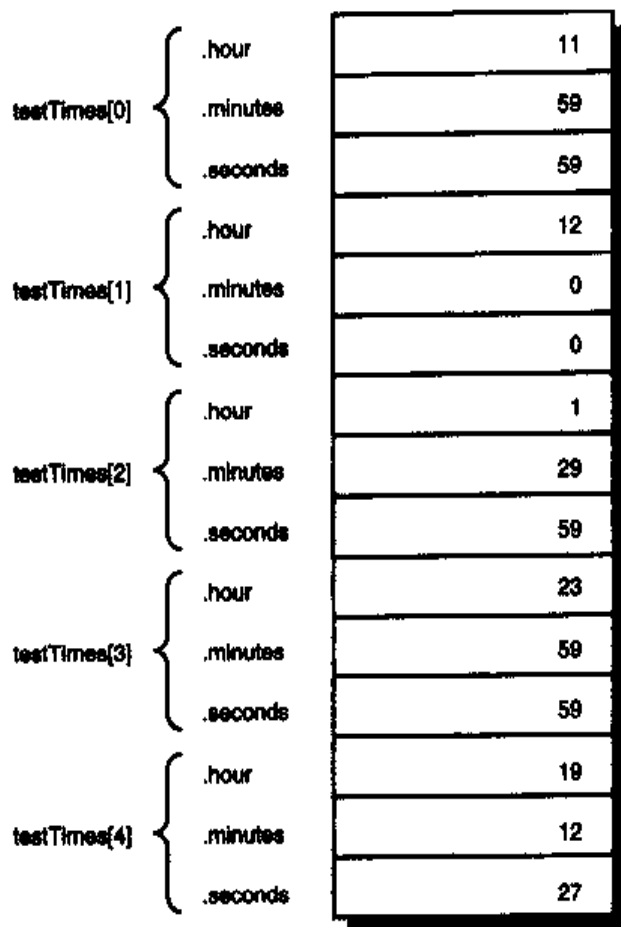 .hour 11
testTimes[0] .minutes 59
.seconds 59
.hour 12
testTimes[1] .minutes 0
.seconds 0
.hour 1
testTimes[2] .minutes 29
.seconds 59
.hour 23
testTimes[3] .minutes 59
.seconds 59
.hour 19
testTimes[4] .minutes 12
.seconds 27